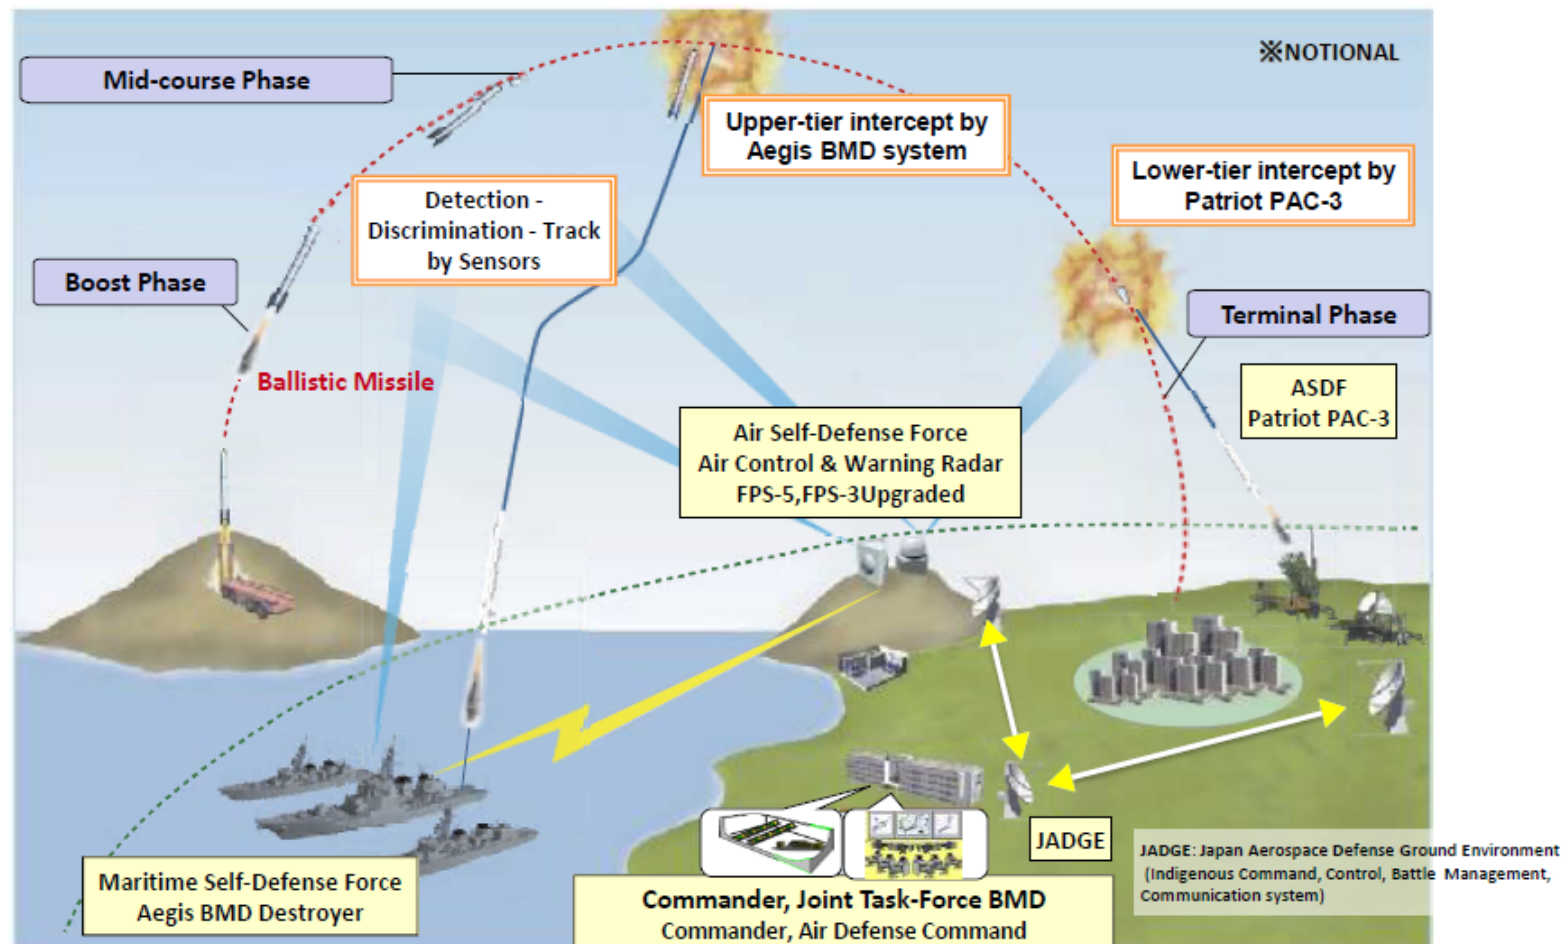 ※NOTIONAL
Mid-course Phase
Upper-tier intercept by
Aegis BMD system
Lower-tier intercept by
Patriot PAC-3
Detection -
Discrimination - Track
by Sensors
Boost Phase
Terminal Phase
Ballistic Missile
ASDF
Patriot PAC-3
Air Self-Defense Force
Air Control & Warning Radar
FPS-5,FPS-3Upgraded
JADGE
JADGE: Japan Aerospace Defense Ground Environment
(Indigenous Command, Control, Battle Management,
Communication system)
Maritime Self-Defense Force
Aegis BMD Destroyer
Commander, Joint Task-Force BMD
Commander, Air Defense Command